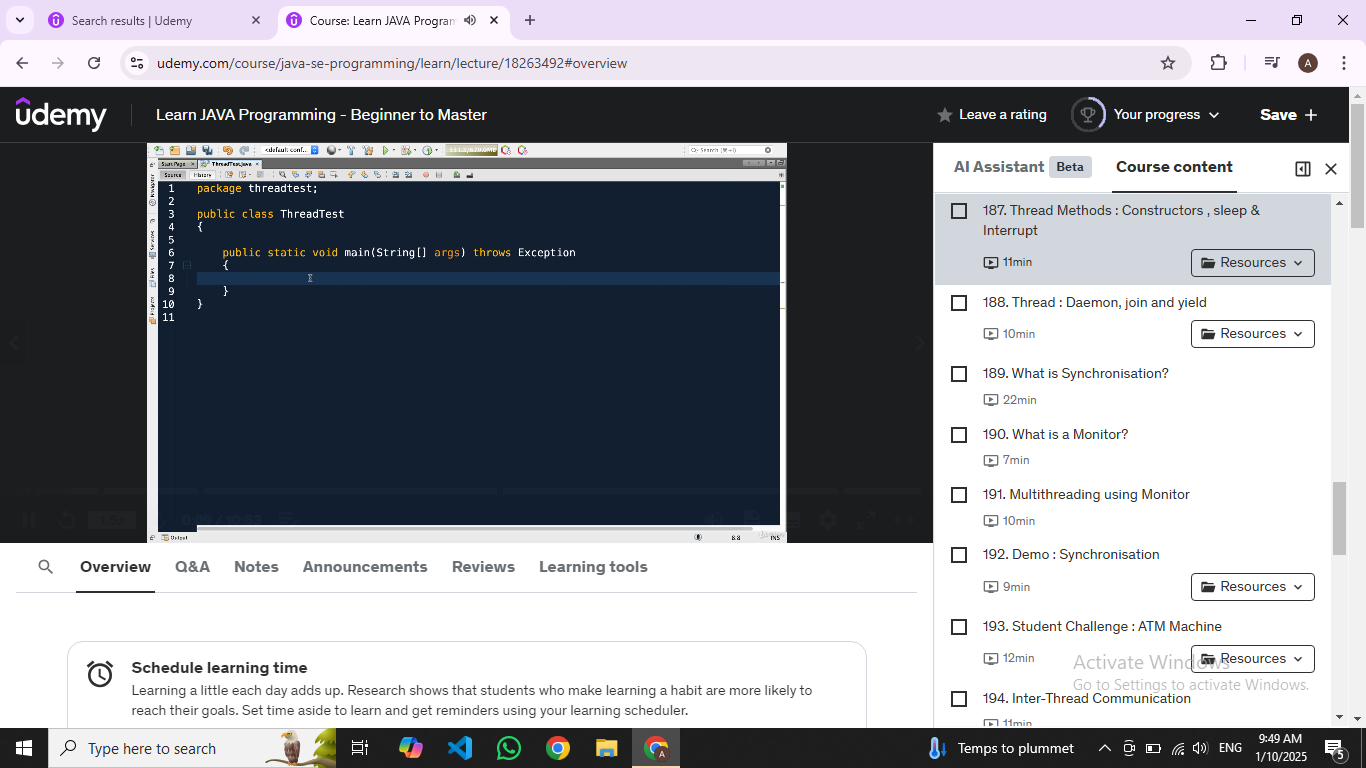 Search results | Udemy
Course: Learn JAVA Program
udemy.com/course/java-se-programming/learn/lecture/18263492#overview
A
ûdemy
Learn JAVA Programming - Beginner to Master
Leave a rating
Your progress
Save +
<default conf...
Search (⌘+I)
Start Page
ThreadTest.java
Source
History
Navigator
Services
Files
Projects
1 package threadtest;
2
3 public class ThreadTest
4 {
5
6 public static void main(String[] args) throws Exception
7 {
8
9 }
10 }
11
Output
8:8
INS
AI Assistant
Beta
Course content
187. Thread Methods : Constructors , sleep &
Interrupt
11min
Resources
188. Thread : Daemon, join and yield
10min
Resources
189. What is Synchronisation?
22min
190. What is a Monitor?
7min
191. Multithreading using Monitor
10min
192. Demo : Synchronisation
9min
Resources
193. Student Challenge : ATM Machine
12min
Resources
194. Inter-Thread Communication
11min
Activate Windows
Go to Settings to activate Windows.
Overview
Q&A
Notes
Announcements
Reviews
Learning tools
Schedule learning time
Learning a little each day adds up. Research shows that students who make learning a habit are more likely to
reach their goals. Set time aside to learn and get reminders using your learning scheduler.
Type here to search
Temps to plummet
ENG
9:49 AM
1/10/2025
5